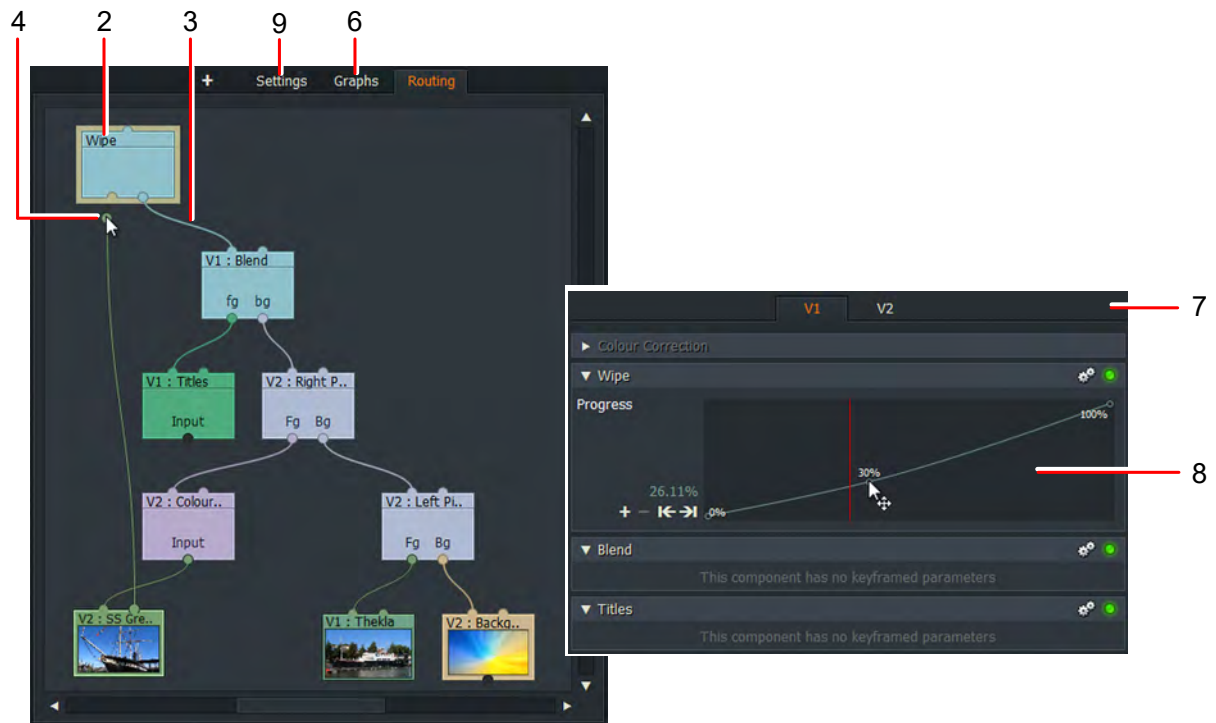 4 2 3 9 6
+ Settings Graphs Routing
Wipe
V1 : Blend
fg bg
V1 : Titles V2 : Right P..
Input Fg Bg
V2 : Colour.. V2 : Left Pi..
Input Fg Bg
V2 : SS Gre.. V1 : Thekla V2 : Backg..
V1 V2 7
Colour Correction
Wipe
Progress
100%
30%
8
26.11%
+ −
0%
Blend
This component has no keyframed parameters
Titles
This component has no keyframed parameters